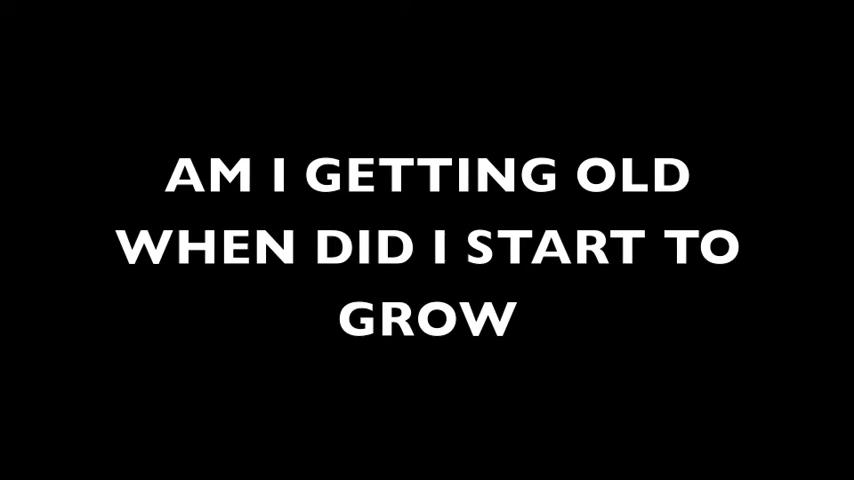 AM I GETTING OLD
WHEN DID I START TO
GROW